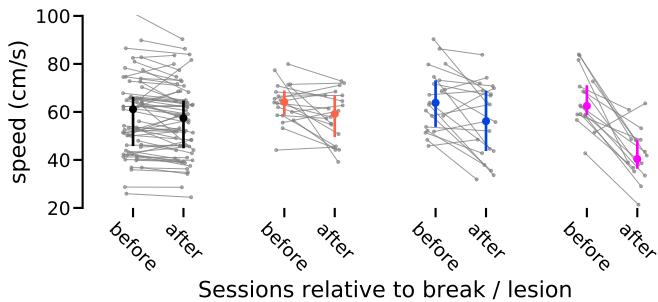 100
80
60
40
20
speed (cm/s)
before after before after before after before after
Sessions relative to break / lesion